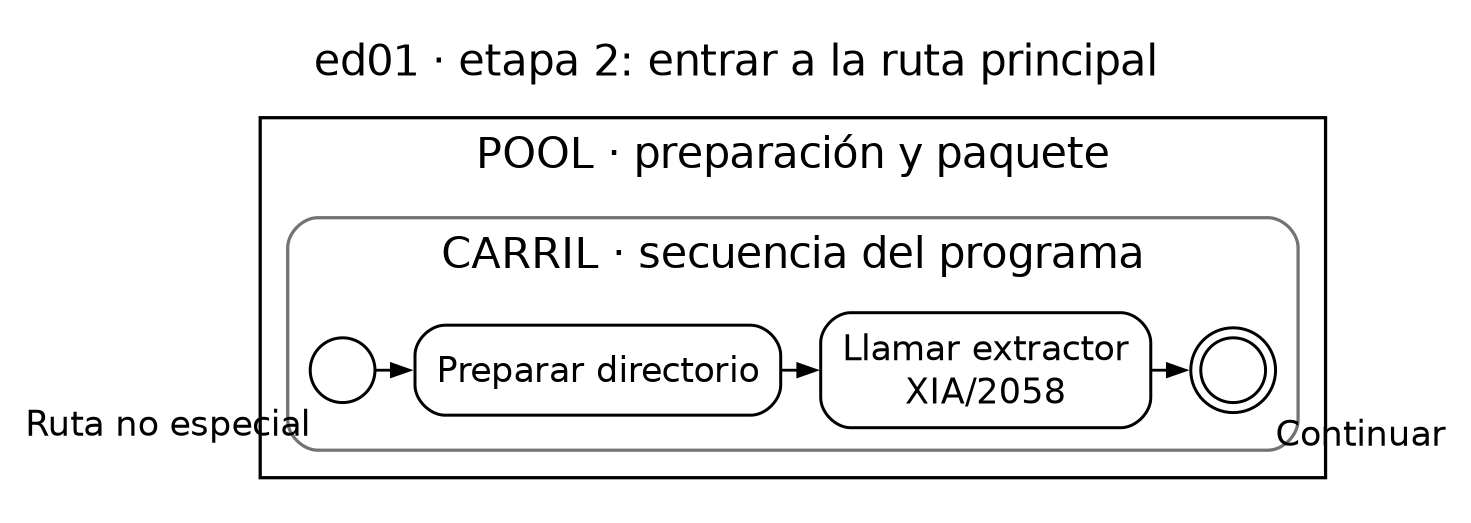 ed01 · etapa 2: entrar a la ruta principal
POOL · preparación y paquete
CARRIL · secuencia del programa
Preparar directorio
Llamar extractor
XIA/2058
Ruta no especial
Continuar